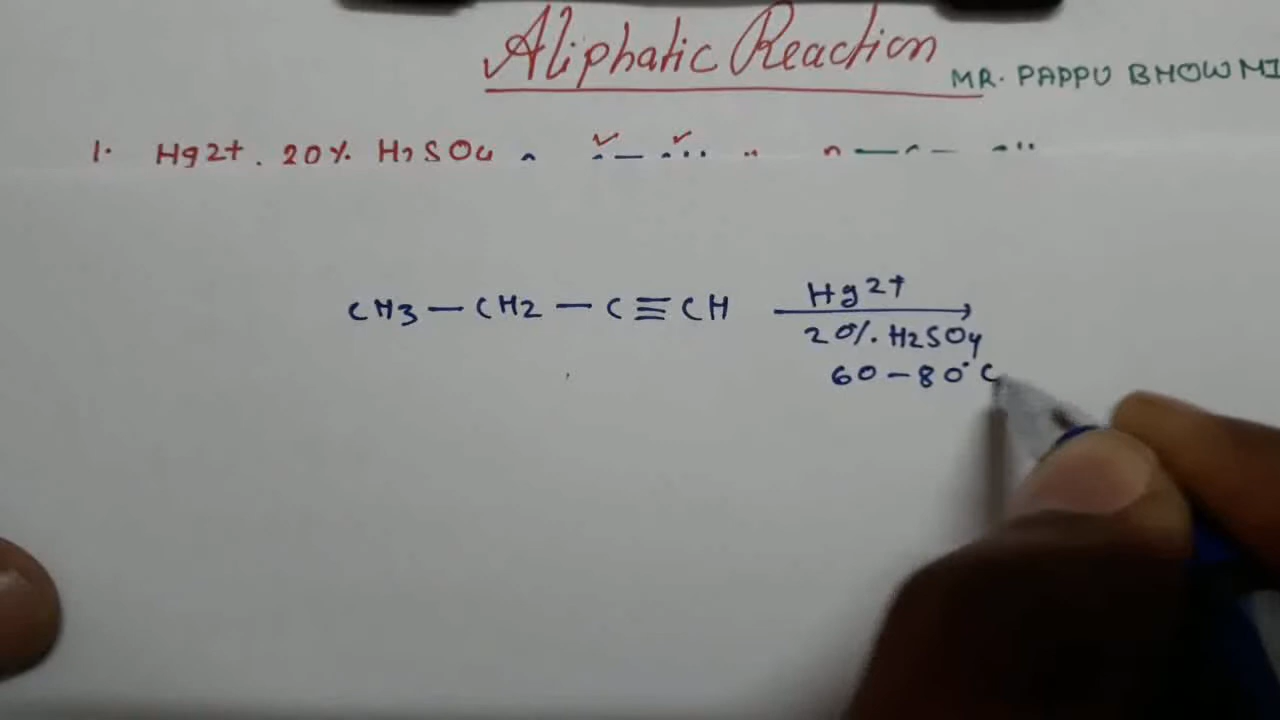 Aliphatic Reaction
MR. PAPPU BHOWMI
1. Hg2+. 20% H2SO4
CH3—CH2—C≡CH
Hg2+
20%. H2SO4
60—80°C